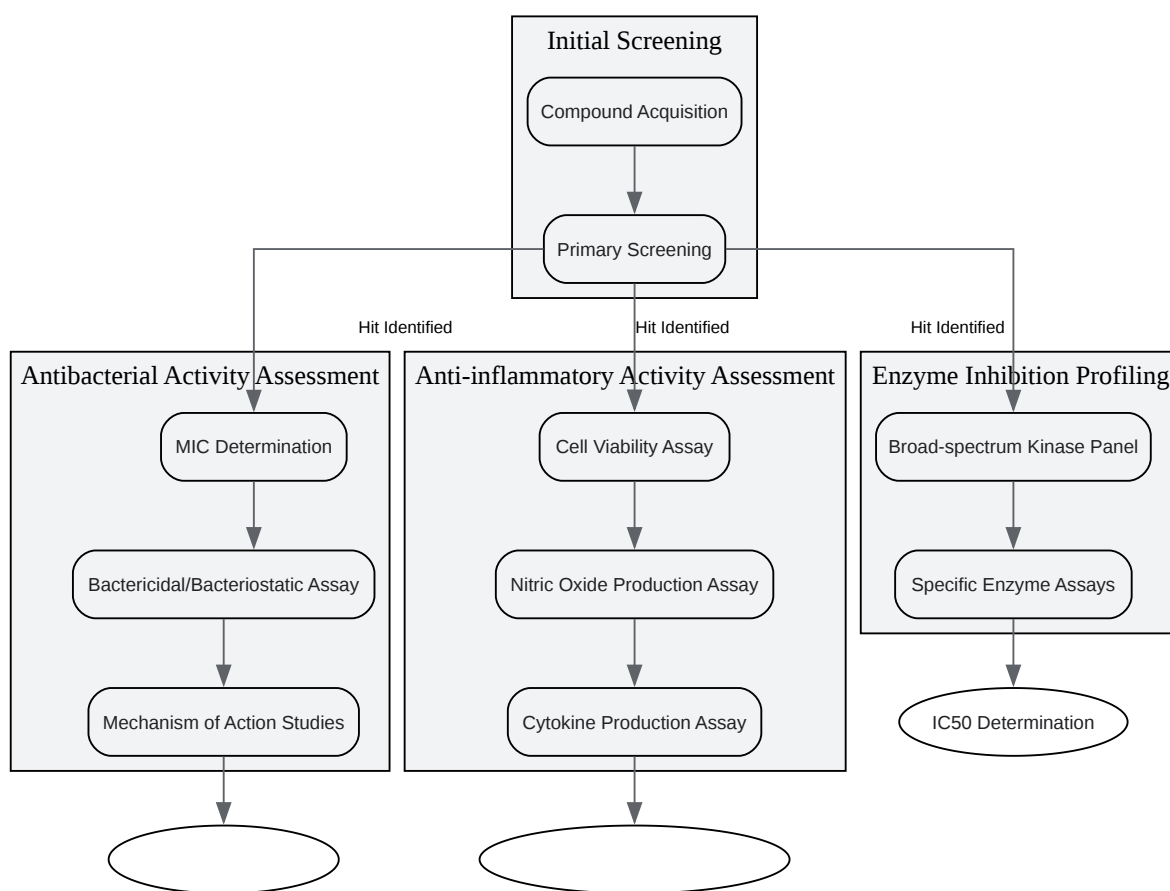 Initial Screening
Compound Acquisition
Primary Screening
Hit Identified
Hit Identified
Hit Identified
Antibacterial Activity Assessment
Anti-inflammatory Activity Assessment
Enzyme Inhibition Profiling
MIC Determination
Cell Viability Assay
Broad-spectrum Kinase Panel
Bactericidal/Bacteriostatic Assay
Nitric Oxide Production Assay
Specific Enzyme Assays
Mechanism of Action Studies
Cytokine Production Assay
IC50 Determination